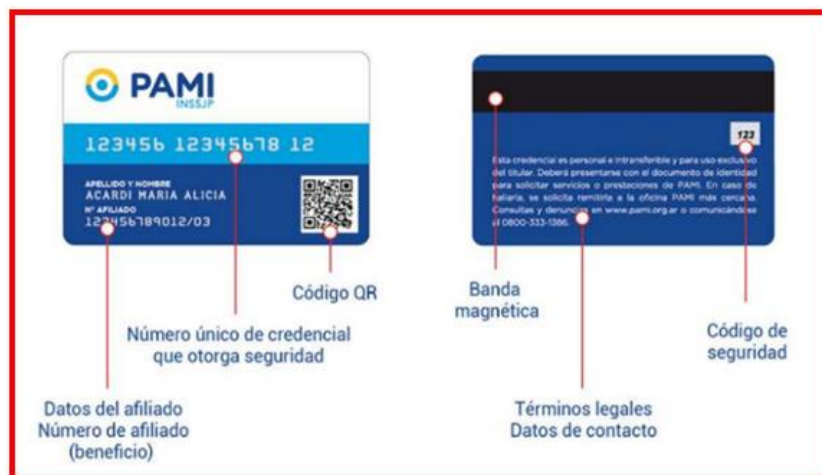 PAMI
INSSJP
123456 12345678 12
APELLIDO Y NOMBRE
ACARDI MARIA ALICIA
N° AFILIADO
123456789012/03
Código QR
Número único de credencial
que otorga seguridad
Datos del afiliado
Número de afiliado
(beneficio)
123
Esta credencial es personal e intransferible y para uso exclusivo
del titular. Deberá presentarse con el documento de identidad
para solicitar servicios o prestaciones de PAMI. En caso de
hallarla, se solicita remitirla a la oficina PAMI más cercana.
Consultas y denuncias en www.pami.org.ar o comunicándose
al 0800-333-1386.
Banda
magnética
Código de
seguridad
Términos legales
Datos de contacto